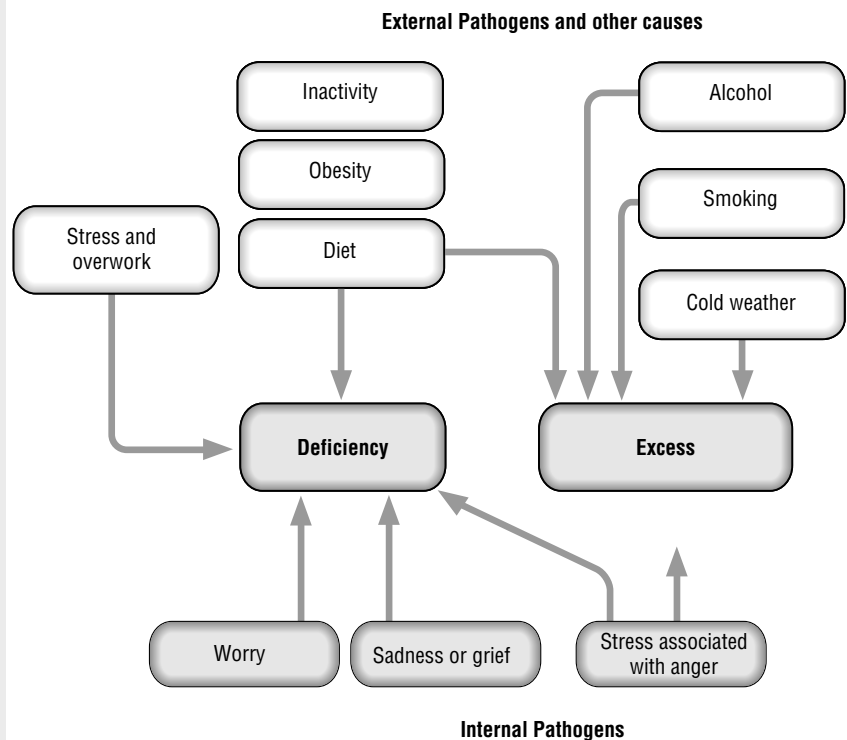 External Pathogens and other causes
Inactivity
Alcohol
Obesity
Smoking
Stress and
overwork
Diet
Cold weather
Deficiency
Excess
Worry
Sadness or grief
Stress associated
with anger
Internal Pathogens